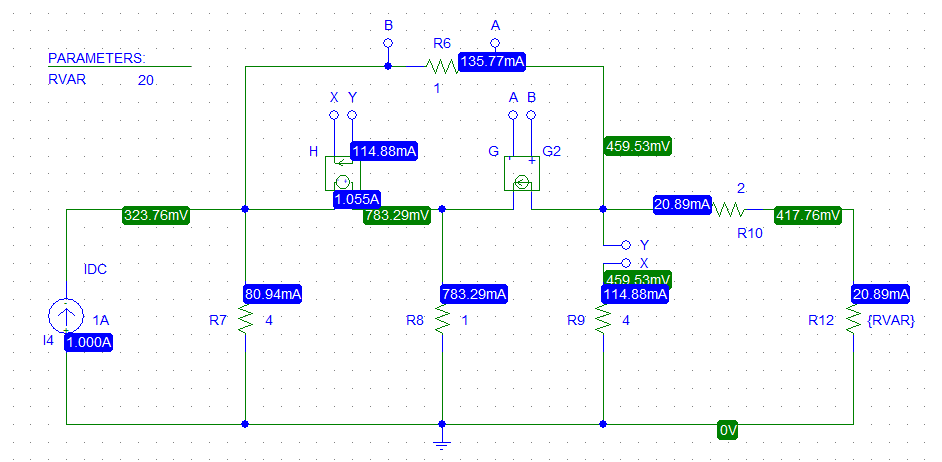 B
A
PARAMETERS:
R6
135.77mA
RVAR 20
1
X Y
A B
459.53mV
H
114.88mA
G
G2
1.055A
2
323.76mV
783.29mV
20.89mA
417.76mV
R10
Y
X
IDC
459.53mV
80.94mA
783.29mA
114.88mA
20.89mA
1A
R7 4
R8 1
R9 4
R12 {RVAR}
I4
1.000A
0V